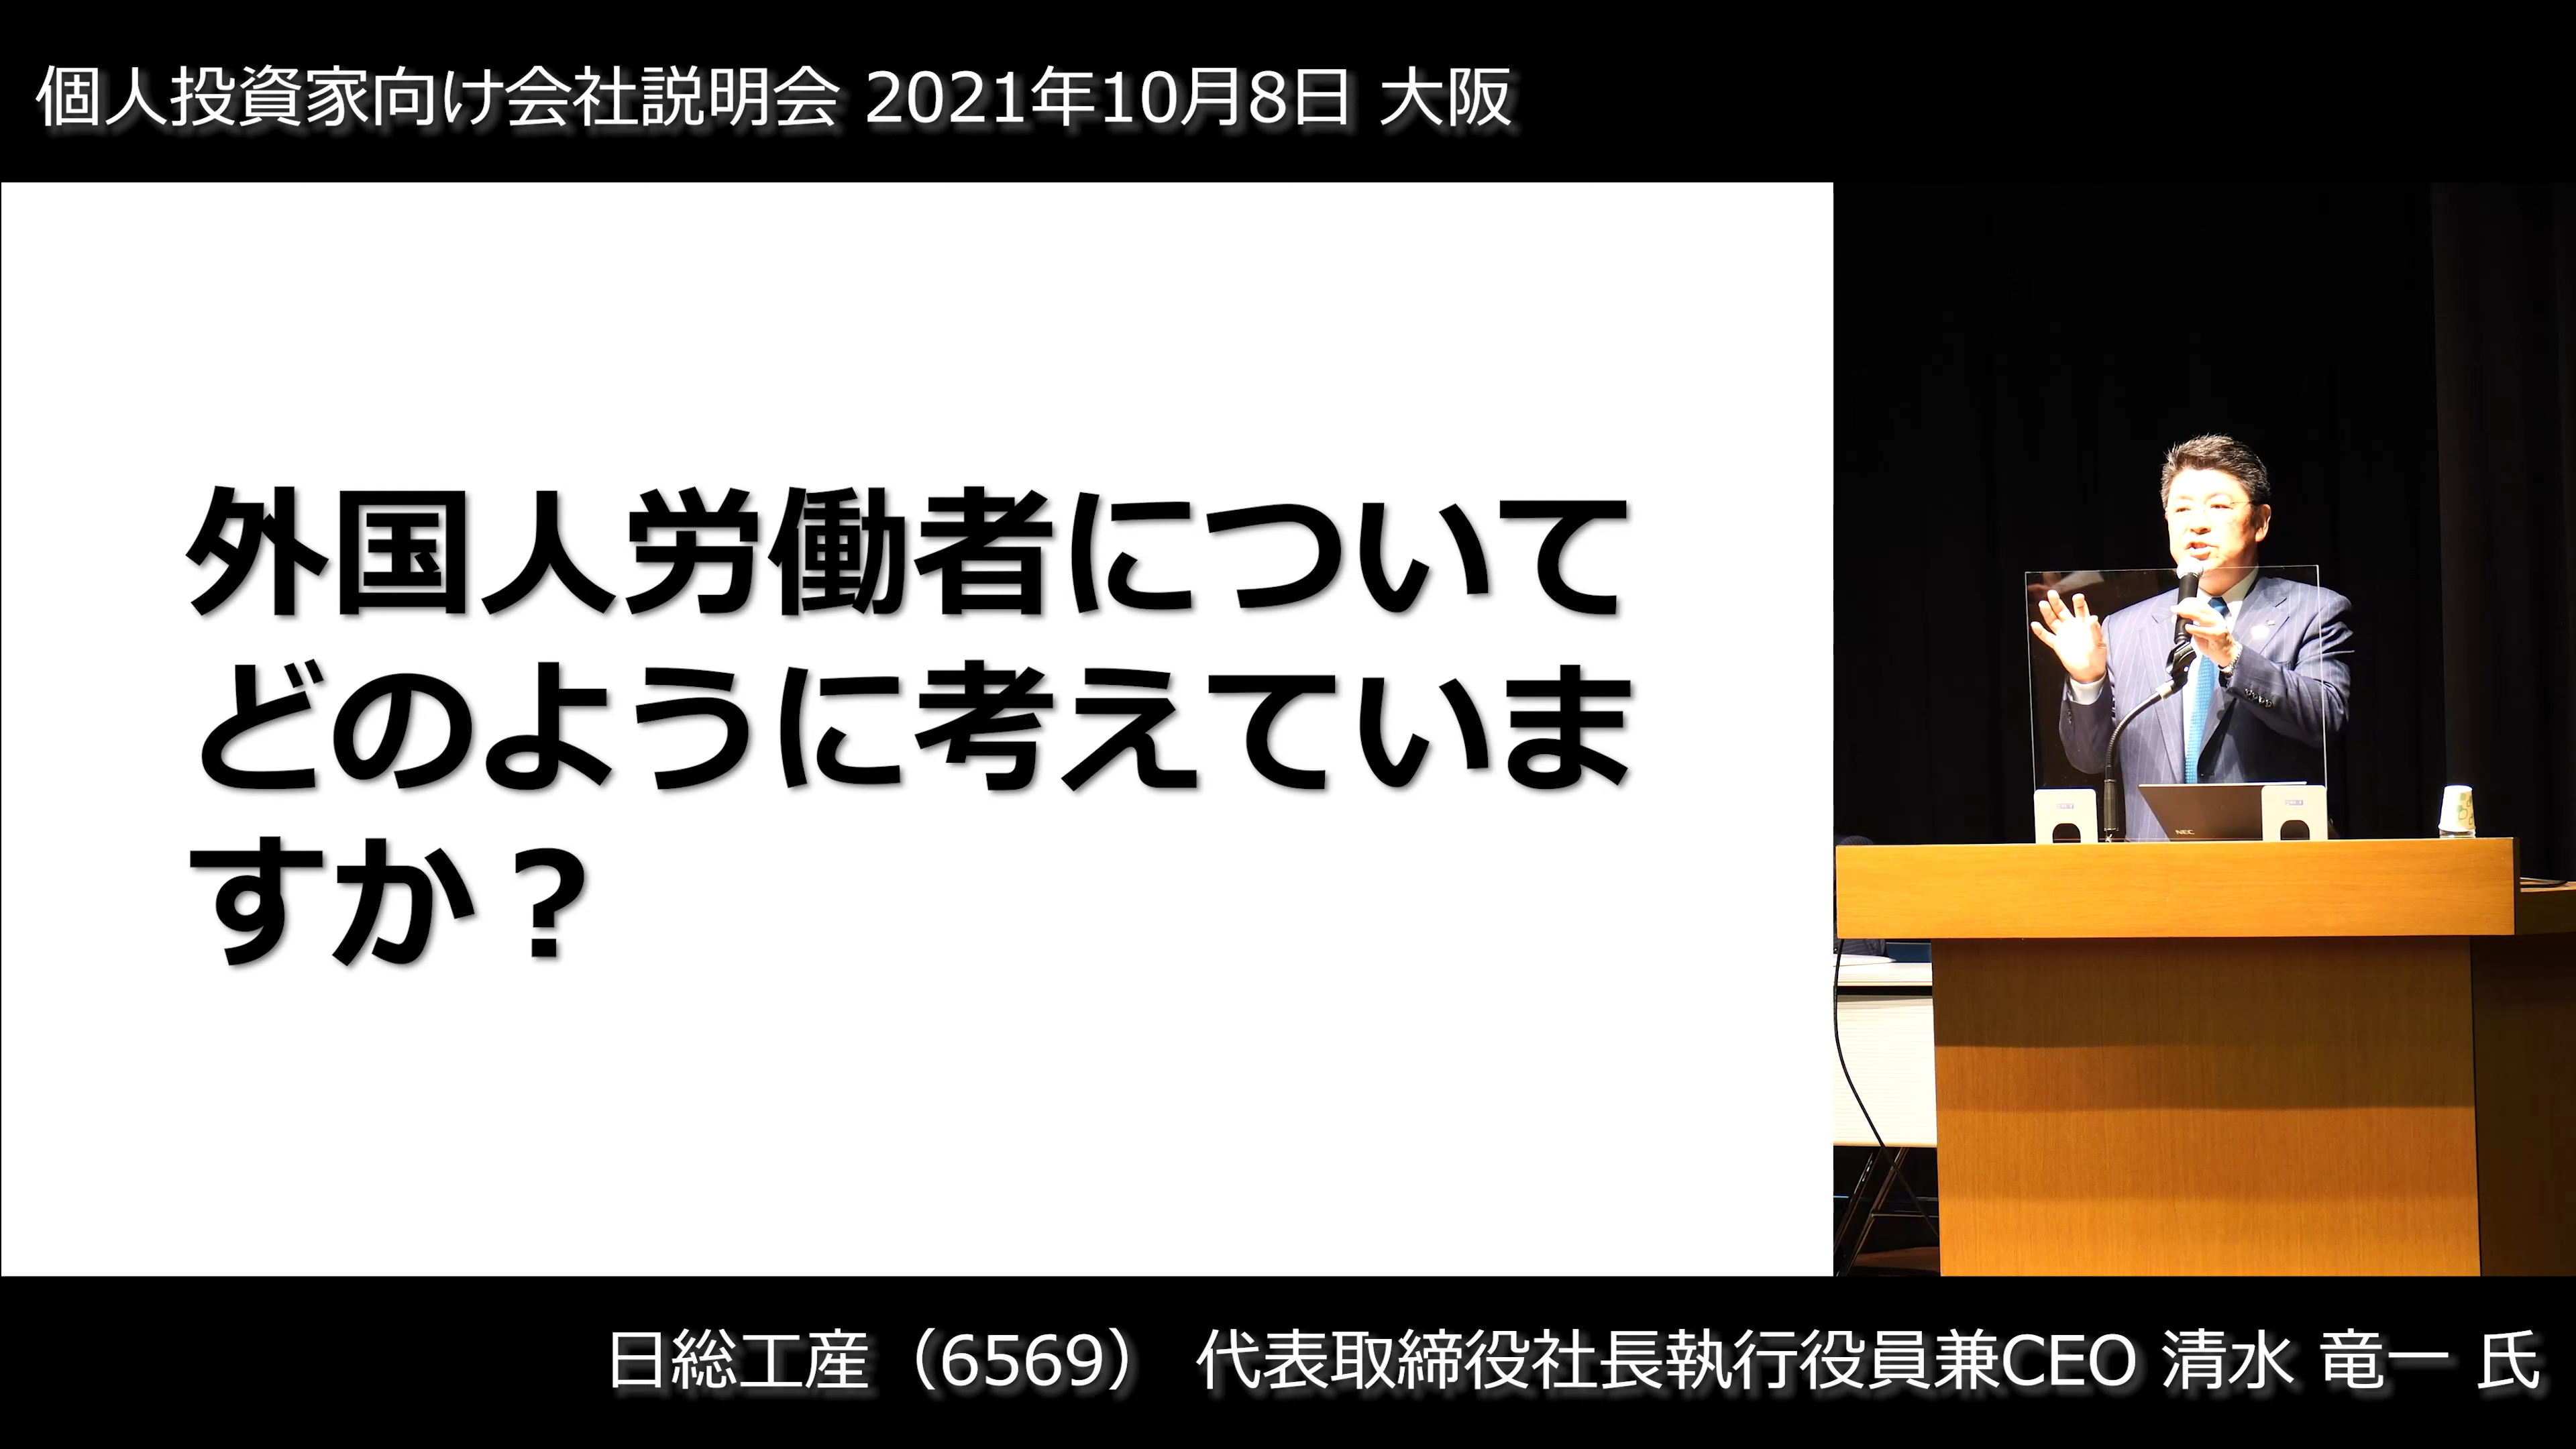 個人投資家向け会社説明会 2021年10月8日 大阪
外国人労働者について
どのように考えていま
すか？
NEC
日総工産（6569） 代表取締役社長執行役員兼CEO 清水 竜一 氏